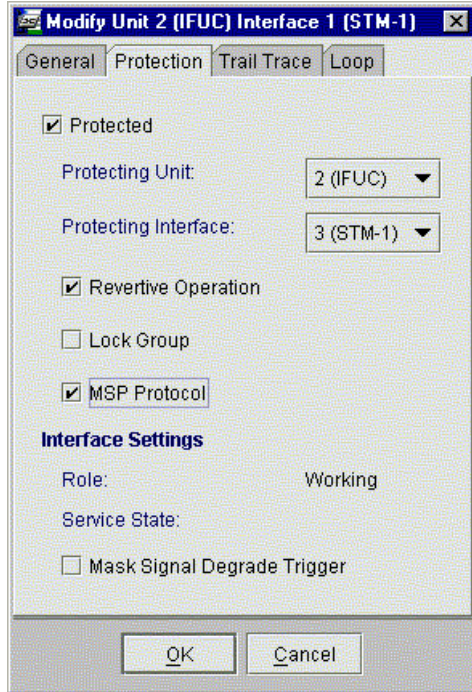 Modify Unit 2 (IFUC) Interface 1 (STM-1)
General Protection Trail Trace Loop
Protected
Protecting Unit: 2 (IFUC)
Protecting Interface: 3 (STM-1)
Revertive Operation
Lock Group
MSP Protocol
Interface Settings
Role: Working
Service State:
Mask Signal Degrade Trigger
OK Cancel